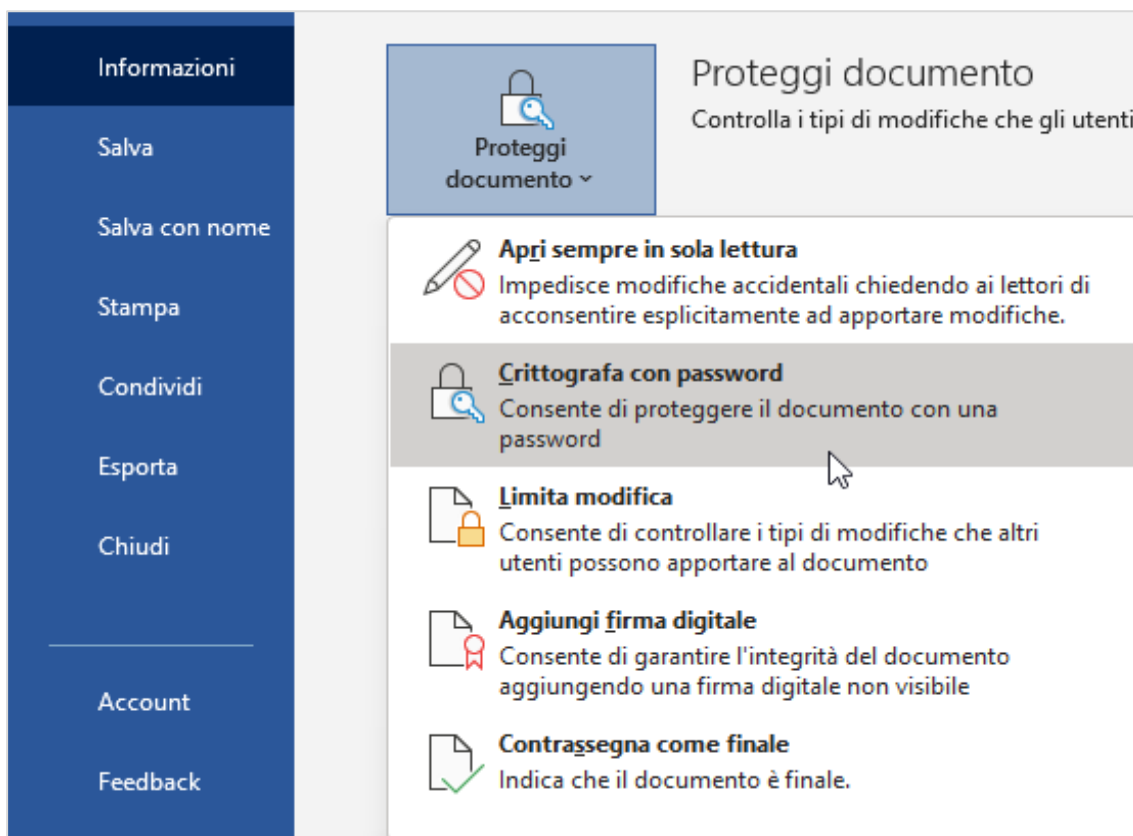 Informazioni
Salva
Salva con nome
Stampa
Condividi
Esporta
Chiudi
Account
Feedback
Proteggi
documento
Proteggi documento
Controlla i tipi di modifiche che gli utenti
Apri sempre in sola lettura
Impedisce modifiche accidentali chiedendo ai lettori di
acconsentire esplicitamente ad apportare modifiche.
Crittografa con password
Consente di proteggere il documento con una
password
Limita modifica
Consente di controllare i tipi di modifiche che altri
utenti possono apportare al documento
Aggiungi firma digitale
Consente di garantire l'integrità del documento
aggiungendo una firma digitale non visibile
Contrassegna come finale
Indica che il documento è finale.